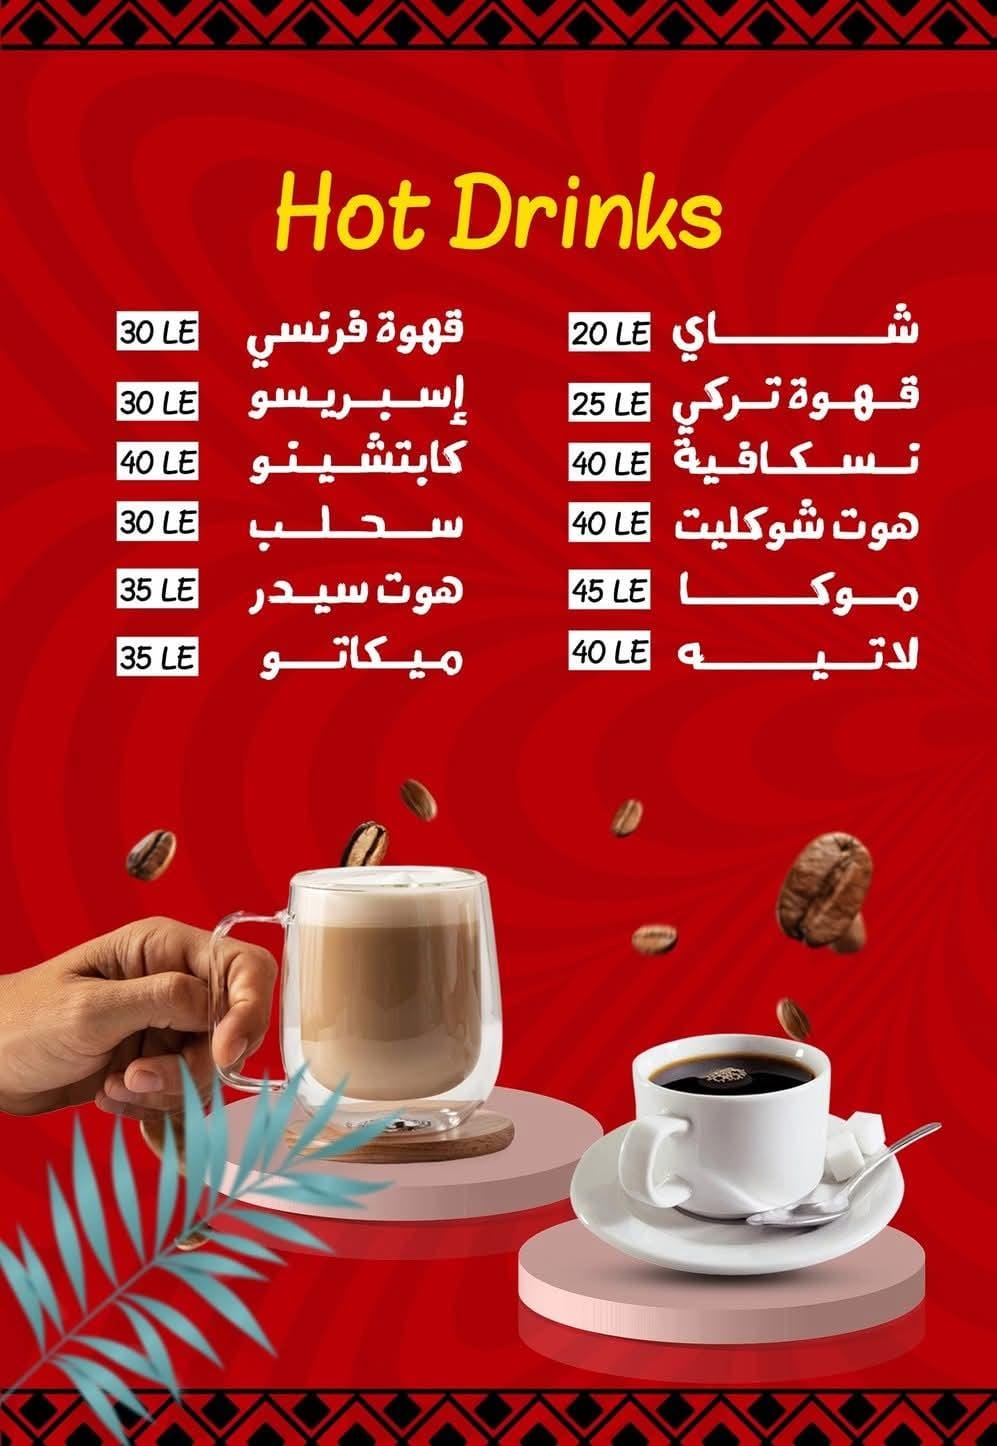 Hot Drinks
شاي 20 LE
قهوة تركي 25 LE
نسكافية 40 LE
هوت شوكليت 40 LE
موكا 45 LE
لاتيه 40 LE
قهوة فرنسي 30 LE
إسبريسو 30 LE
كابتشينو 40 LE
سحلب 30 LE
هوت سيدر 35 LE
ميكاتو 35 LE